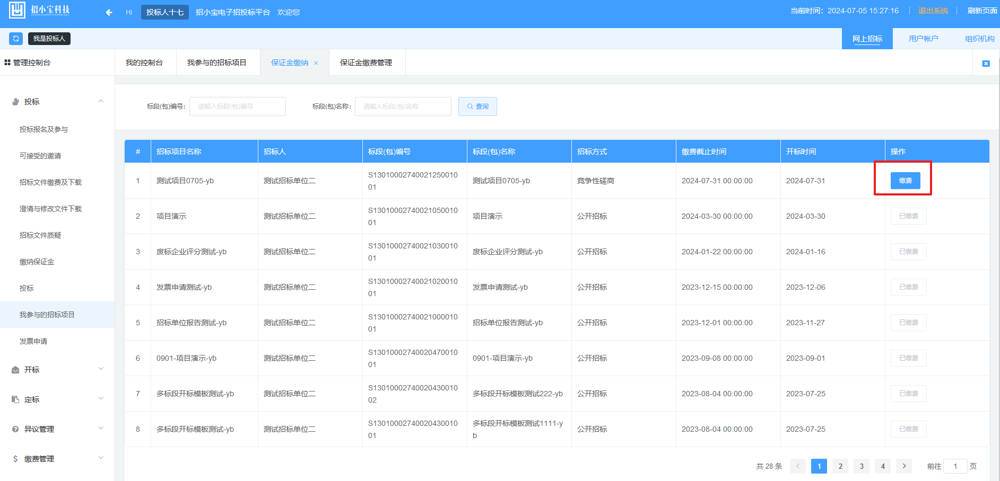 招小宝科技
Hi 投标人十七 招小宝电子招投标平台 欢迎您
当前时间：2024-07-05 15:27:16 退出系统 刷新页面
我是投标人
网上招标 用户帐户 组织机构
管理控制台
我的控制台 我参与的招标项目 保证金缴纳 × 保证金缴费管理
投标
投标报名及参与
可接受的邀请
招标文件缴费及下载
澄清与修改文件下载
招标文件质疑
缴纳保证金
投标
我参与的招标项目
发票申请
开标
定标
异议管理
缴费管理
标段(包)编号： 请输入标段(包)编号 标段(包)名称： 请输入标段(包)名称 查询
# 招标项目名称 招标人 标段(包)编号 标段(包)名称 招标方式 缴费截止时间 开标时间 操作
1 测试项目0705-yb 测试招标单位二 S13010002740021250010
01 测试项目0705-yb 竞争性磋商 2024-07-31 00:00:00 2024-07-31 缴费
2 项目演示 测试招标单位二 S13010002740021050010
01 项目演示 公开招标 2024-03-30 00:00:00 2024-03-30 已缴费
3 废标企业评分测试-yb 测试招标单位二 S13010002740021030010
01 废标企业评分测试-yb 公开招标 2024-01-22 00:00:00 2024-01-16 已缴费
4 发票申请测试-yb 测试招标单位二 S13010002740021020010
01 发票申请测试-yb 公开招标 2023-12-15 00:00:00 2023-12-06 已缴费
5 招标单位报告测试-yb 测试招标单位二 S13010002740021000010
01 招标单位报告测试-yb 公开招标 2023-12-01 00:00:00 2023-11-27 已缴费
6 0901-项目演示-yb 测试招标单位二 S13010002740020470010
01 0901-项目演示-yb 公开招标 2023-09-08 00:00:00 2023-09-01 已缴费
7 多标段开标模板测试-yb 测试招标单位二 S13010002740020430010
02 多标段开标模板测试222-yb 公开招标 2023-08-04 00:00:00 2023-07-25 已缴费
8 多标段开标模板测试-yb 测试招标单位二 S13010002740020430010
01 多标段开标模板测试1111-y
b 公开招标 2023-08-04 00:00:00 2023-07-25 已缴费
共 28 条 1 2 3 4 前往 1 页